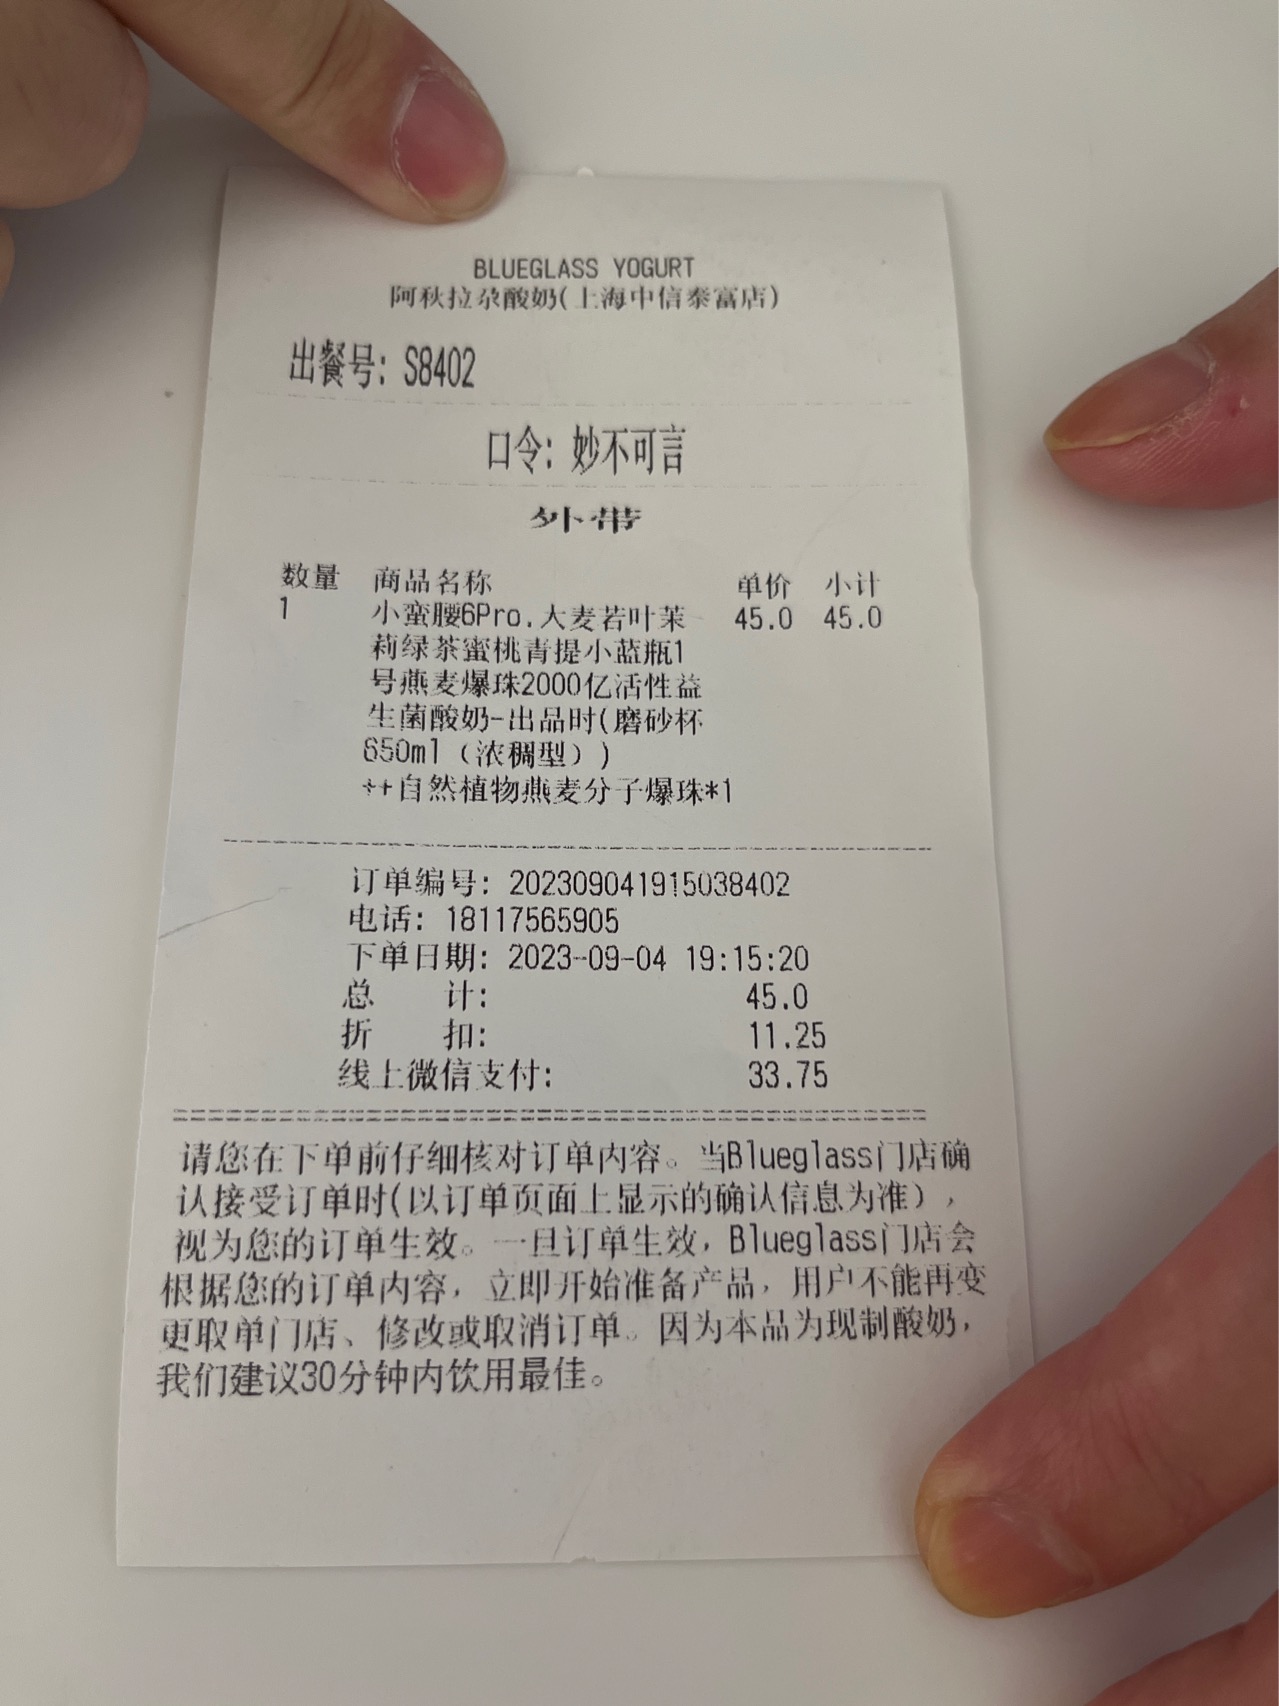 BLUEGLASS YOGURT
阿秋拉尕酸奶(上海中信泰富店)
出餐号: S8402
口令: 妙不可言
外带
数量 商品名称 单价 小计
1 小蛮腰6Pro.大麦若叶茉 45.0 45.0
莉绿茶蜜桃青提小蓝瓶1
号燕麦爆珠2000亿活性益
生菌酸奶-出品时(磨砂杯
650ml（浓稠型）)
++自然植物燕麦分子爆珠*1
订单编号: 202309041915038402
电话: 18117565905
下单日期: 2023-09-04 19:15:20
总 计: 45.0
折 扣: 11.25
线上微信支付: 33.75
请您在下单前仔细核对订单内容。当Blueglass门店确
认接受订单时(以订单页面上显示的确认信息为准），
视为您的订单生效。一旦订单生效，Blueglass门店会
根据您的订单内容，立即开始准备产品，用户不能再变
更取单门店、修改或取消订单。因为本品为现制酸奶，
我们建议30分钟内饮用最佳。